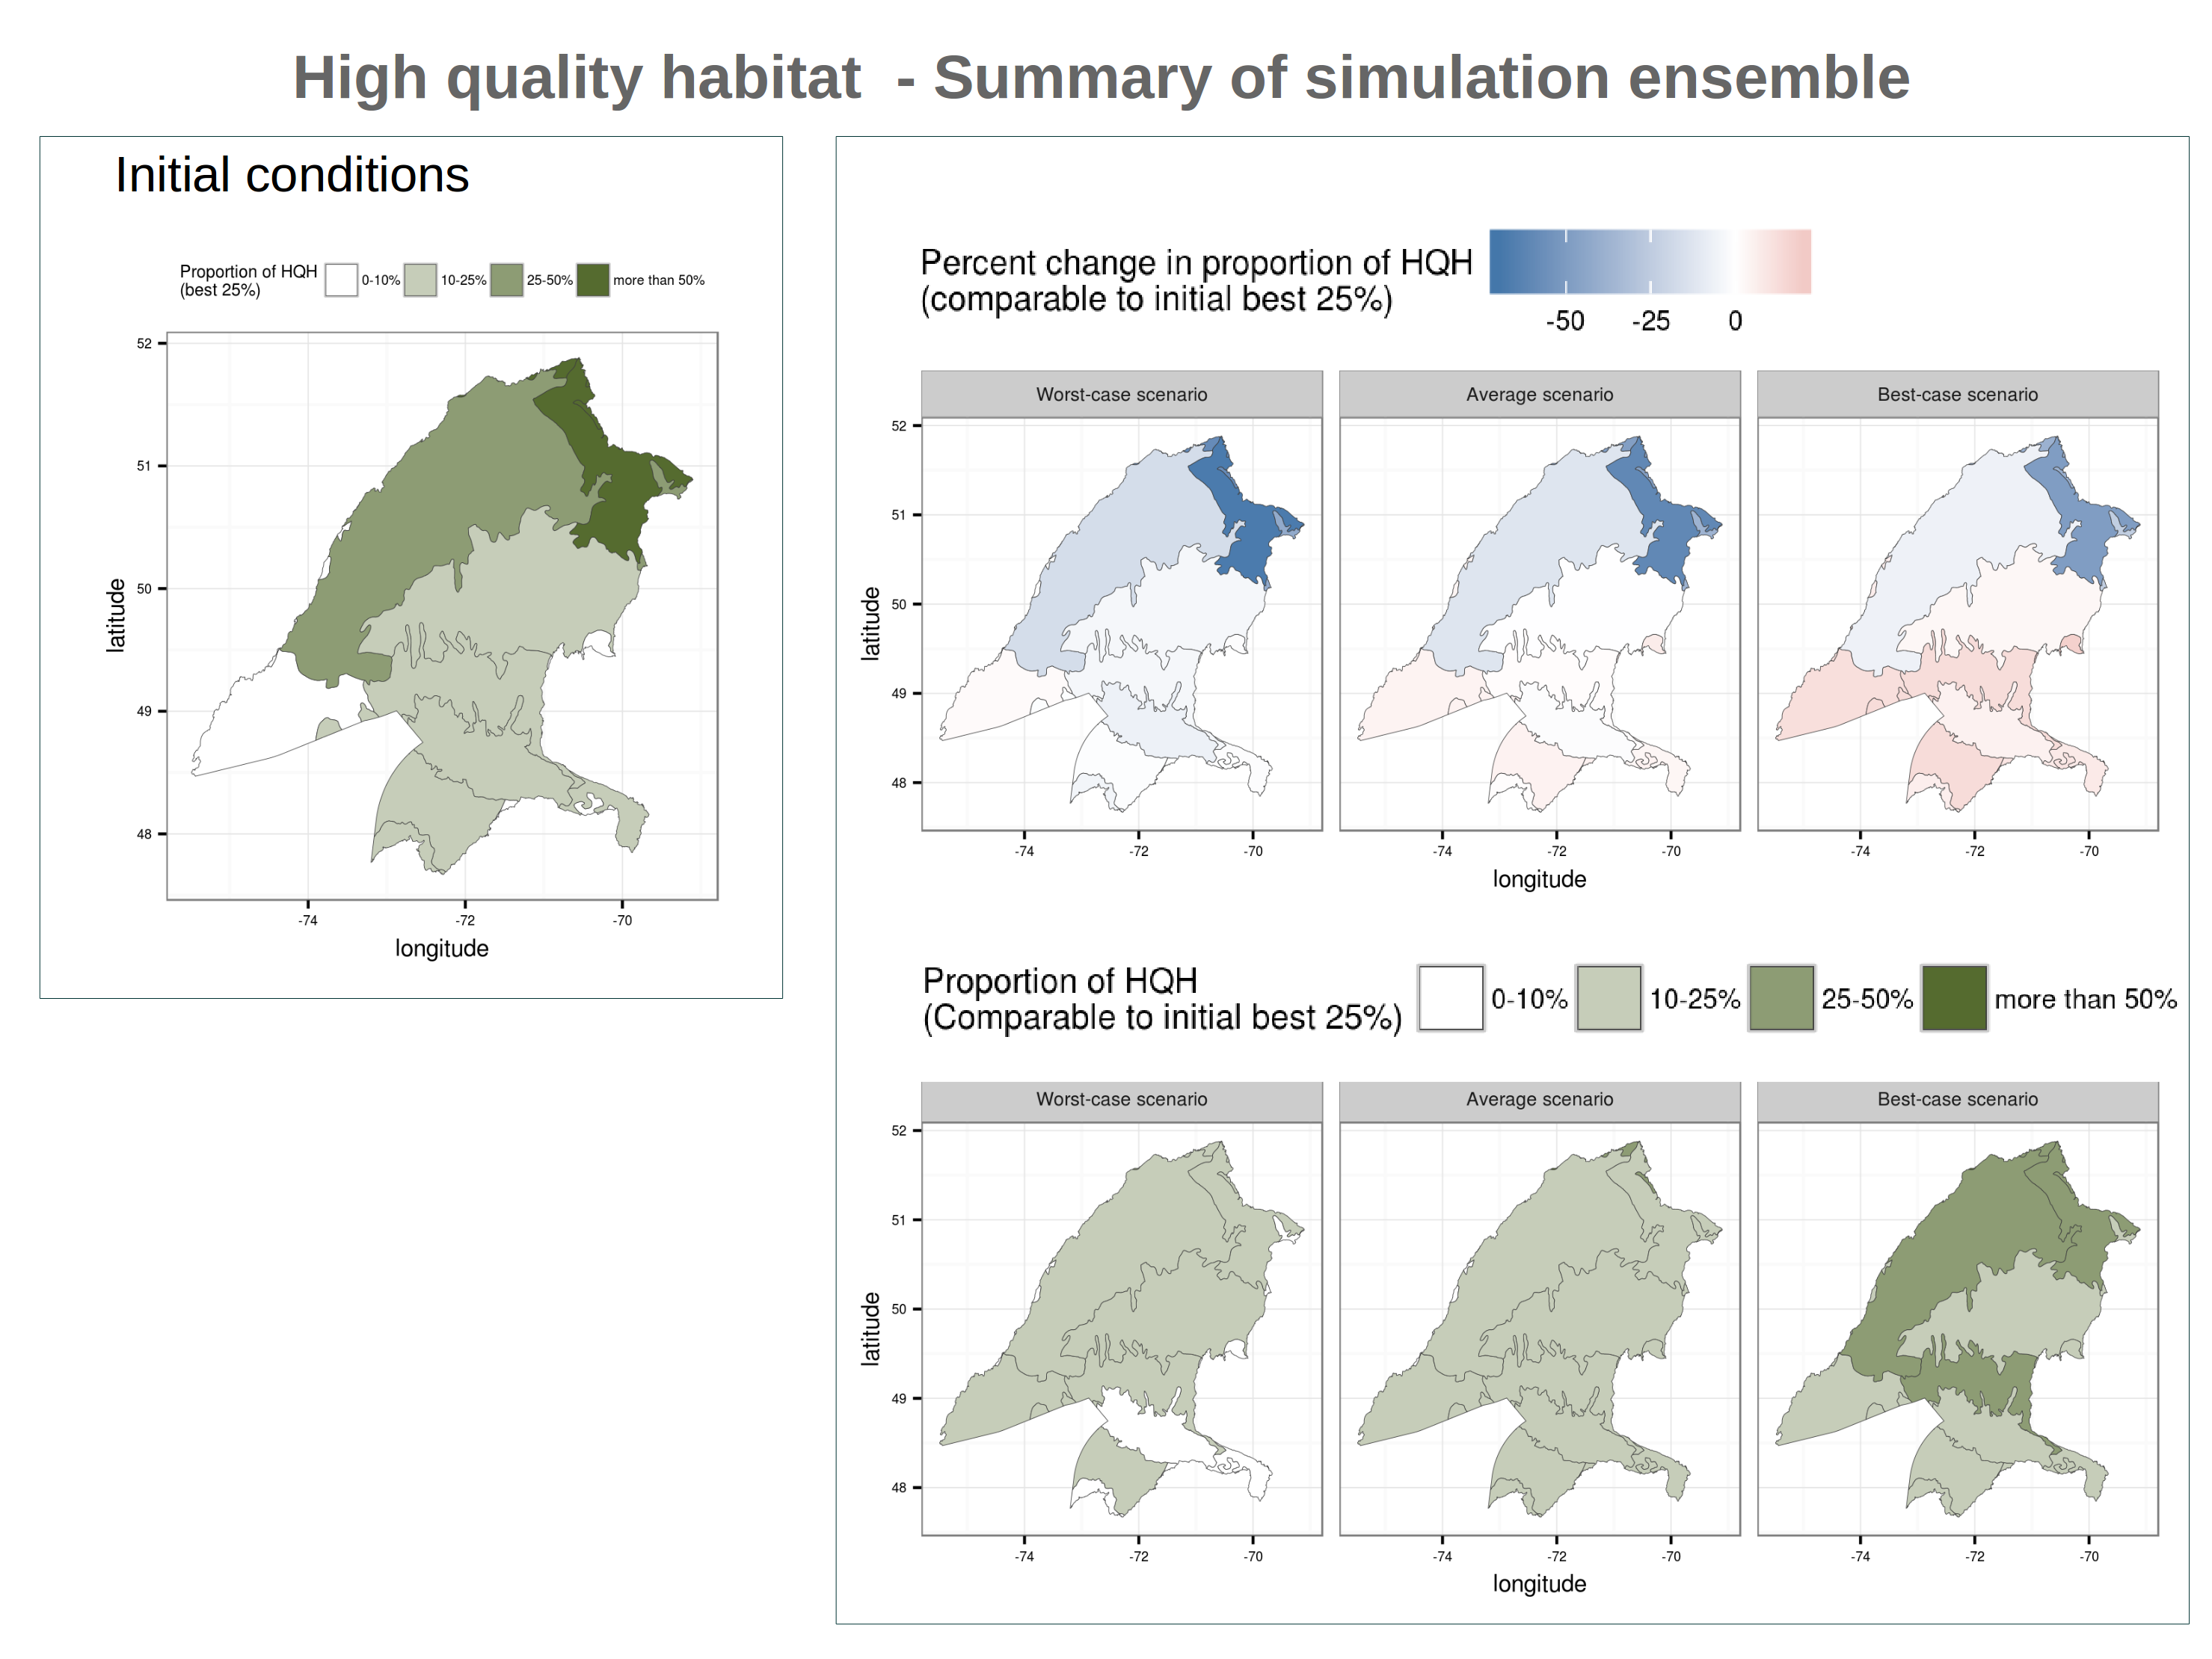 High quality habitat  - Summary of simulation ensemble
Initial conditions
Proportion of HQH
(best 25%)
0-10%
10-25%
25-50%
more than 50%
52
51
50
49
48
latitude
-74
-72
-70
longitude
Percent change in proportion of HQH
(comparable to initial best 25%)
-50
-25
0
Worst-case scenario
Average scenario
Best-case scenario
52
51
50
49
48
latitude
-74
-72
-70
-74
-72
-70
-74
-72
-70
longitude
Proportion of HQH
(Comparable to initial best 25%)
0-10%
10-25%
25-50%
more than 50%
Worst-case scenario
Average scenario
Best-case scenario
52
51
50
49
48
latitude
-74
-72
-70
-74
-72
-70
-74
-72
-70
longitude